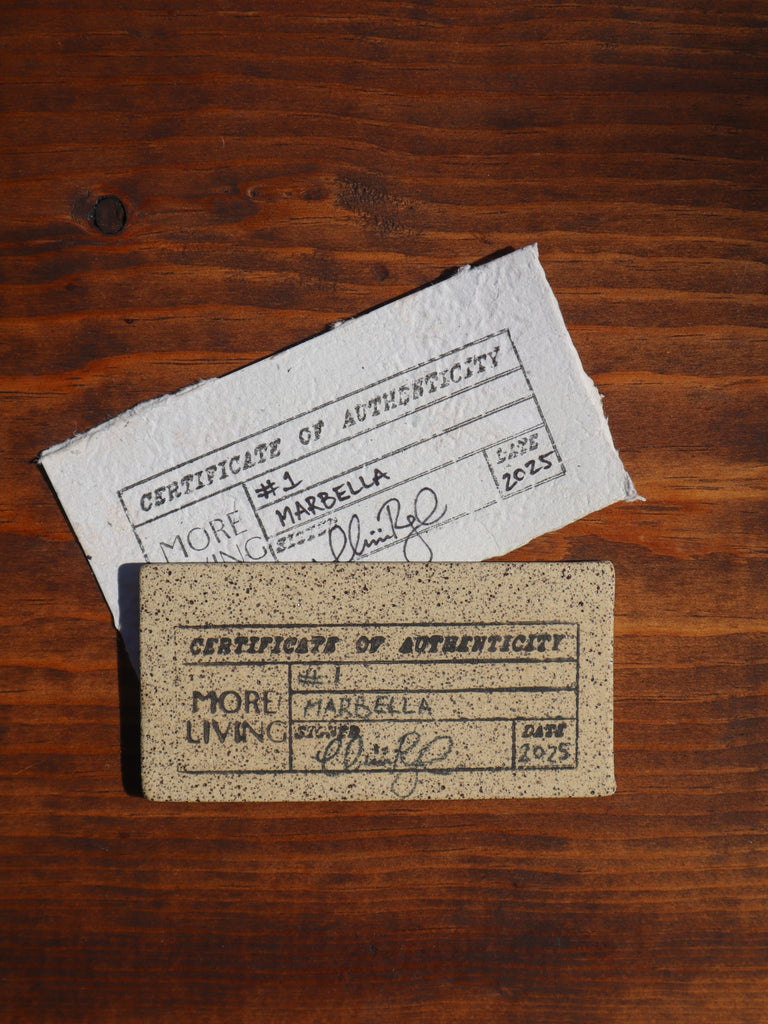 CERTIFICATE OF AUTHENTICITY
#1
MARBELLA
MORE
LIVING
SIGNED
DATE
2025
CERTIFICATE OF AUTHENTICITY
#1
MARBELLA
MORE
LIVING
SIGNED
DATE
2025